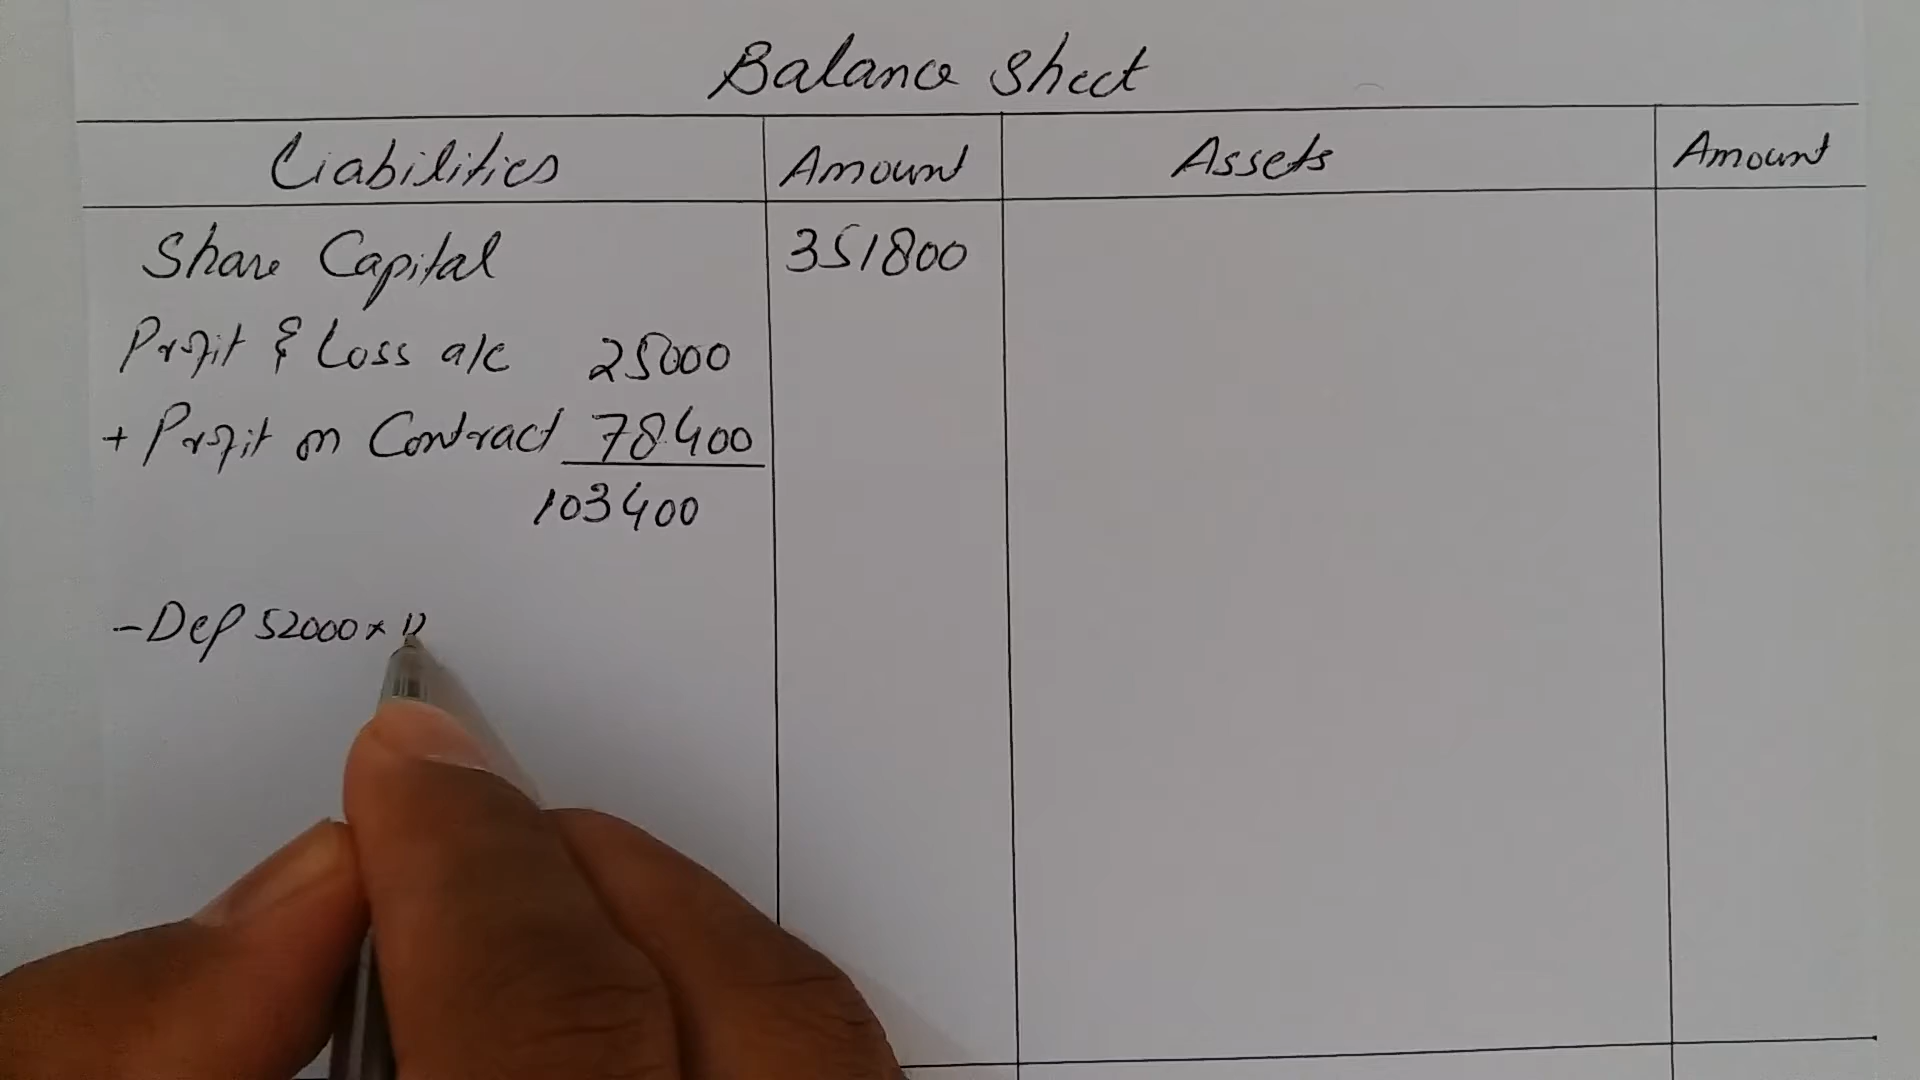 Balance Sheet
Liabilities Amount Assets Amount
Share Capital 351800
Profit & Loss a/c 25000
+ Profit on Contract 78400
103400
- Dep 52000 ×